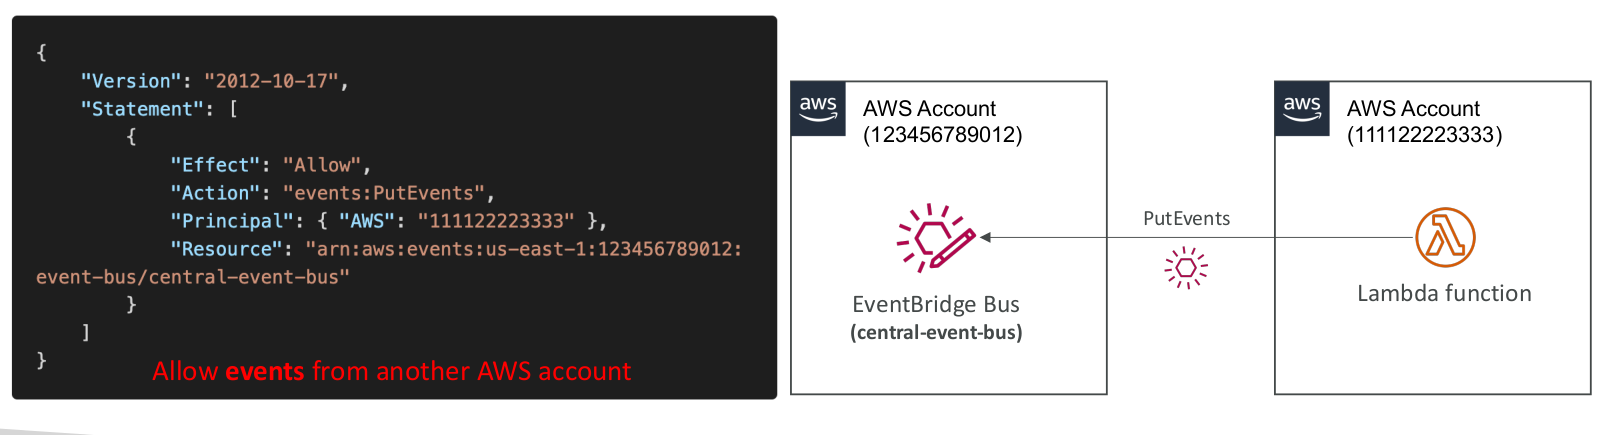 {
    "Version": "2012-10-17",
    "Statement": [
        {
            "Effect": "Allow",
            "Action": "events:PutEvents",
            "Principal": { "AWS": "111122223333" },
            "Resource": "arn:aws:events:us-east-1:123456789012:
event-bus/central-event-bus"
        }
    ]
}
Allow events from another AWS account
aws
AWS Account
(123456789012)
EventBridge Bus
(central-event-bus)
PutEvents
aws
AWS Account
(111122223333)
Lambda function